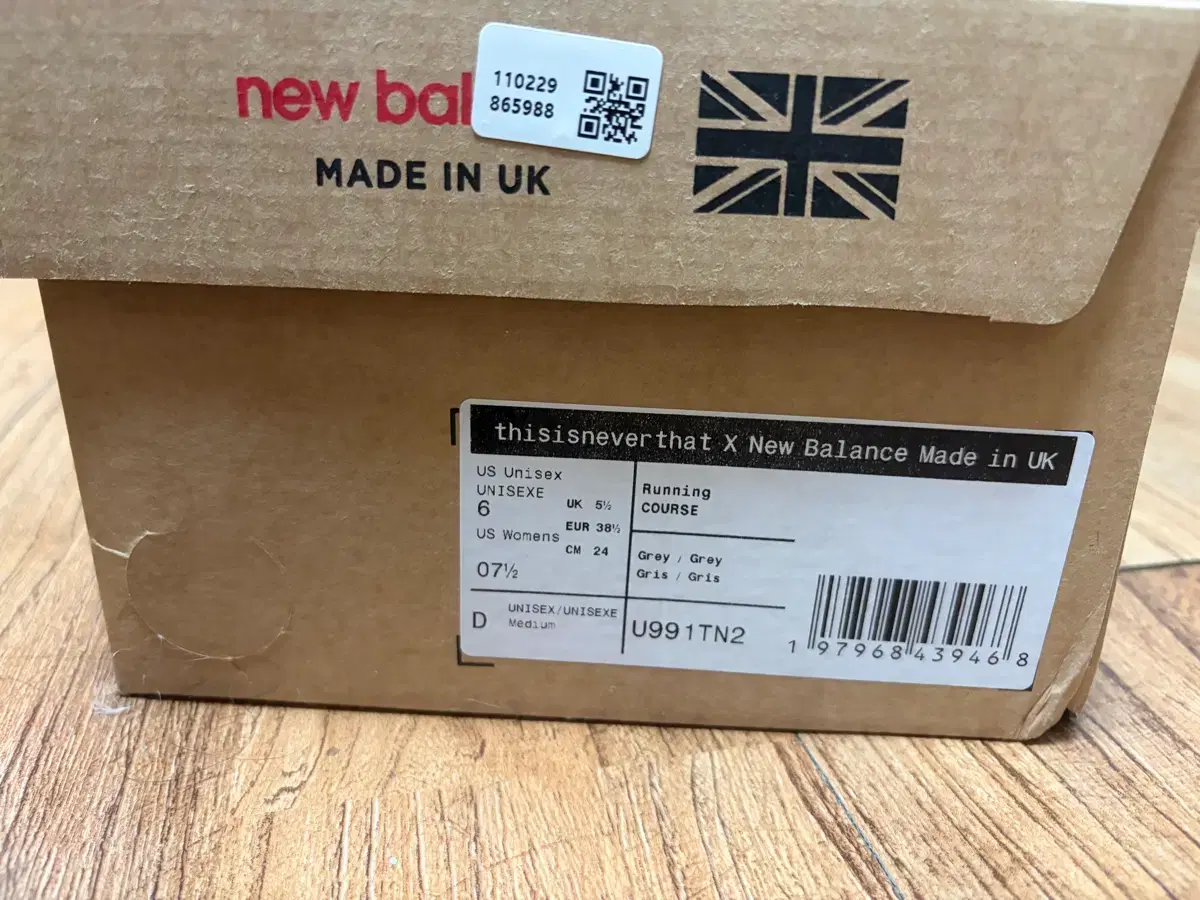 new bal
110229
865988
MADE IN UK
thisisneverthat X New Balance Made in UK
US Unisex
UNISEXE
6
UK 5½
EUR 38½
US Womens
CM 24
07½
Running
COURSE
Grey / Grey
Gris / Gris
D
UNISEX/UNISEXE
Medium
U991TN2
1 97968 43946 8